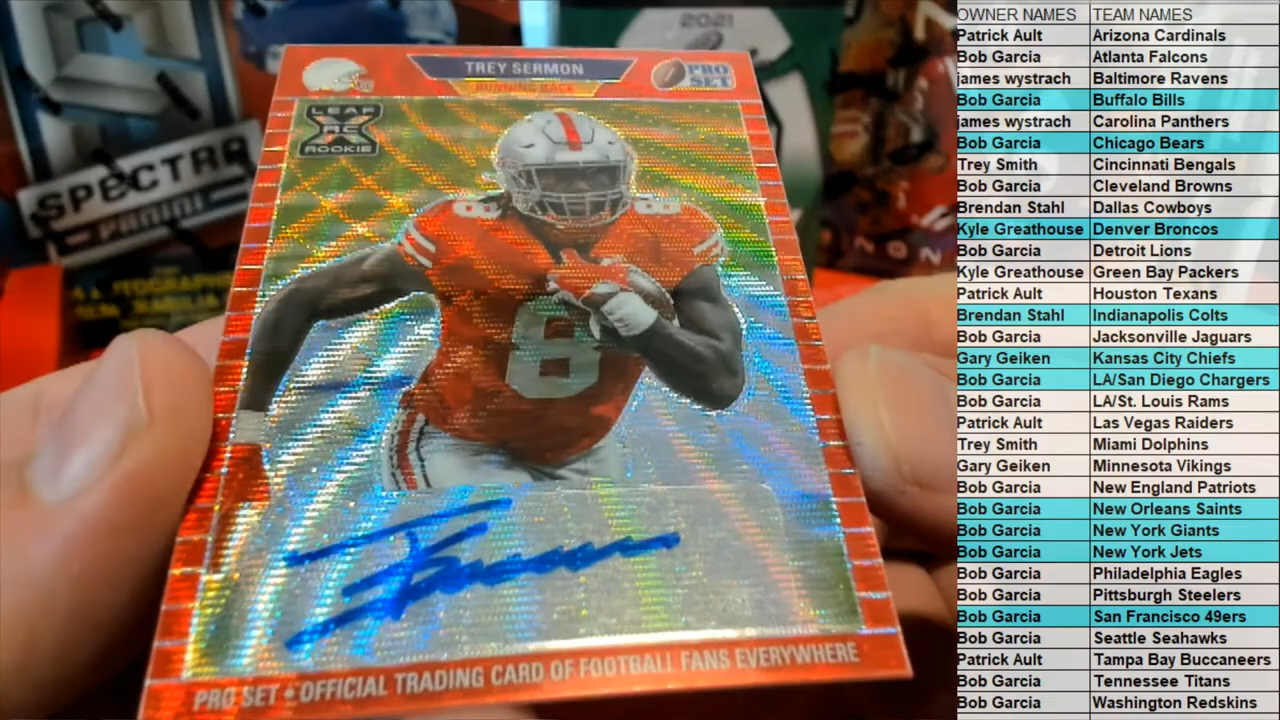 2021
SPECTRA
PANINI
TREY SERMON
RUNNING BACK
PRO
SET
LEAF
RC
ROOKIE
8
PRO SET • OFFICIAL TRADING CARD OF FOOTBALL FANS EVERYWHERE
OWNER NAMES TEAM NAMES
Patrick Ault Arizona Cardinals
Bob Garcia Atlanta Falcons
james wystrach Baltimore Ravens
Bob Garcia Buffalo Bills
james wystrach Carolina Panthers
Bob Garcia Chicago Bears
Trey Smith Cincinnati Bengals
Bob Garcia Cleveland Browns
Brendan Stahl Dallas Cowboys
Kyle Greathouse Denver Broncos
Bob Garcia Detroit Lions
Kyle Greathouse Green Bay Packers
Patrick Ault Houston Texans
Brendan Stahl Indianapolis Colts
Bob Garcia Jacksonville Jaguars
Gary Geiken Kansas City Chiefs
Bob Garcia LA/San Diego Chargers
Bob Garcia LA/St. Louis Rams
Patrick Ault Las Vegas Raiders
Trey Smith Miami Dolphins
Gary Geiken Minnesota Vikings
Bob Garcia New England Patriots
Bob Garcia New Orleans Saints
Bob Garcia New York Giants
Bob Garcia New York Jets
Bob Garcia Philadelphia Eagles
Bob Garcia Pittsburgh Steelers
Bob Garcia San Francisco 49ers
Bob Garcia Seattle Seahawks
Patrick Ault Tampa Bay Buccaneers
Bob Garcia Tennessee Titans
Bob Garcia Washington Redskins